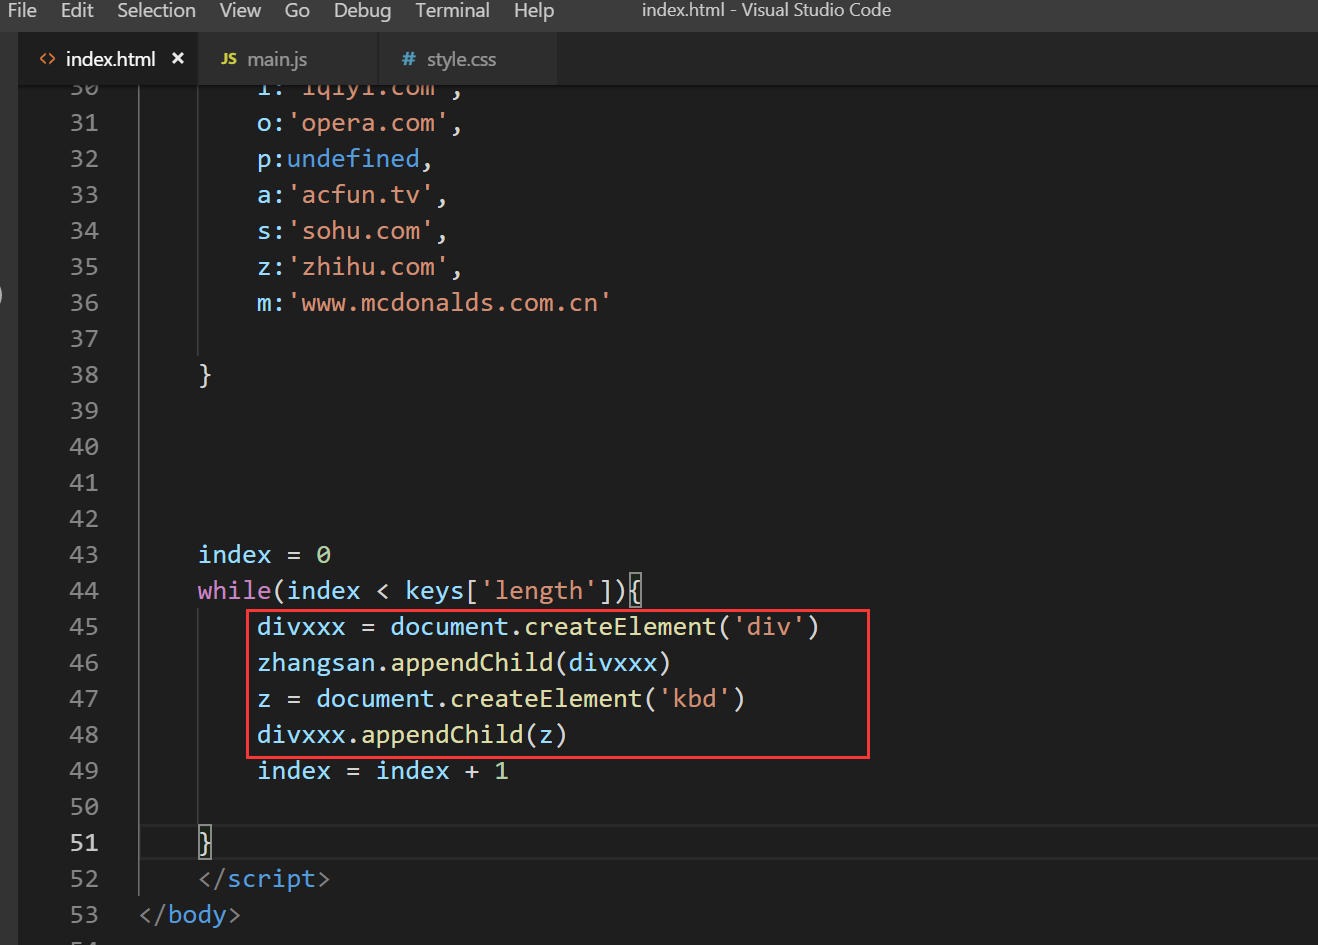 File Edit Selection View Go Debug Terminal Help index.html - Visual Studio Code
<> index.html × JS main.js # style.css
30 i:'iqiyi.com',
31 o:'opera.com',
32 p:undefined,
33 a:'acfun.tv',
34 s:'sohu.com',
35 z:'zhihu.com',
36 m:'www.mcdonalds.com.cn'
37
38 }
39
40
41
42
43 index = 0
44 while(index < keys['length']){
45 divxxx = document.createElement('div')
46 zhangsan.appendChild(divxxx)
47 z = document.createElement('kbd')
48 divxxx.appendChild(z)
49 index = index + 1
50
51 }
52 </script>
53 </body>
54